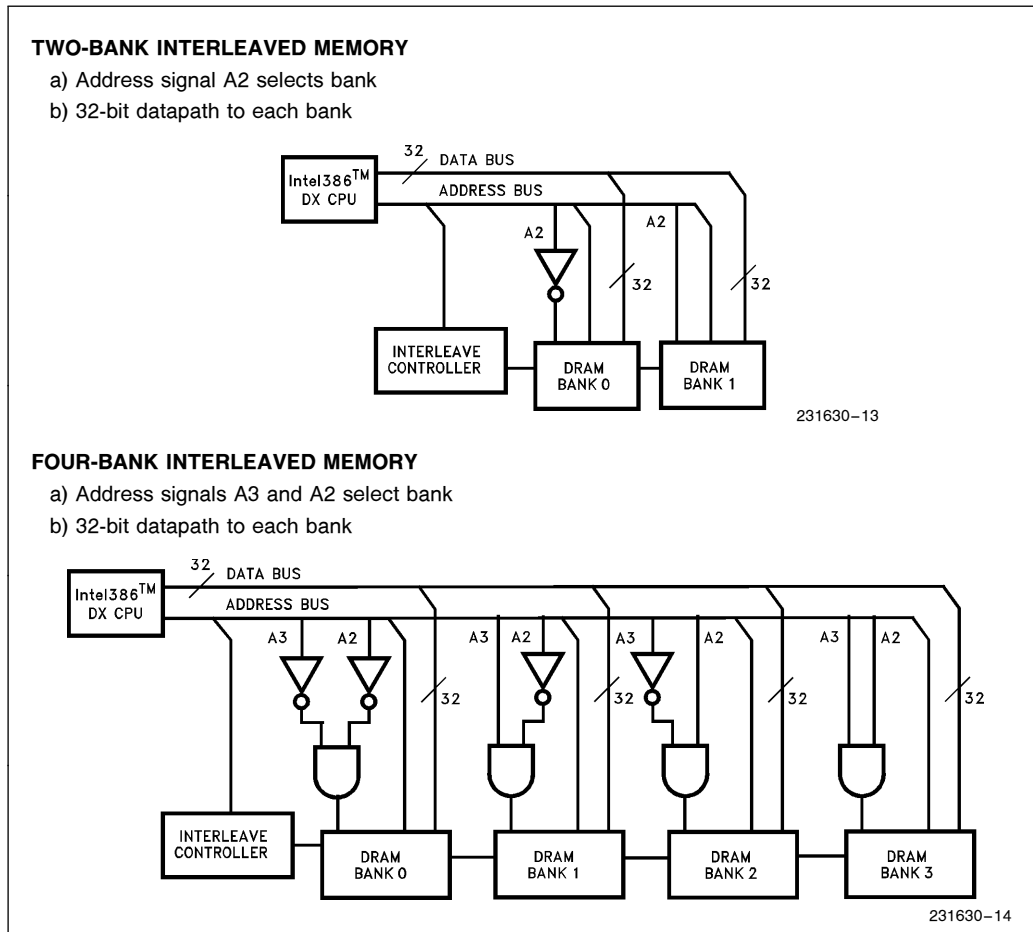 TWO-BANK INTERLEAVED MEMORY
a) Address signal A2 selects bank
b) 32-bit datapath to each bank
32
DATA BUS
Intel386™
DX CPU
ADDRESS BUS
A2
A2
32
32
INTERLEAVE
CONTROLLER
DRAM
BANK 0
DRAM
BANK 1
231630–13
FOUR-BANK INTERLEAVED MEMORY
a) Address signals A3 and A2 select bank
b) 32-bit datapath to each bank
32
DATA BUS
Intel386™
DX CPU
ADDRESS BUS
A3
A2
A3
A2
A3
A2
A3
A2
32
32
32
32
INTERLEAVE
CONTROLLER
DRAM
BANK 0
DRAM
BANK 1
DRAM
BANK 2
DRAM
BANK 3
231630–14